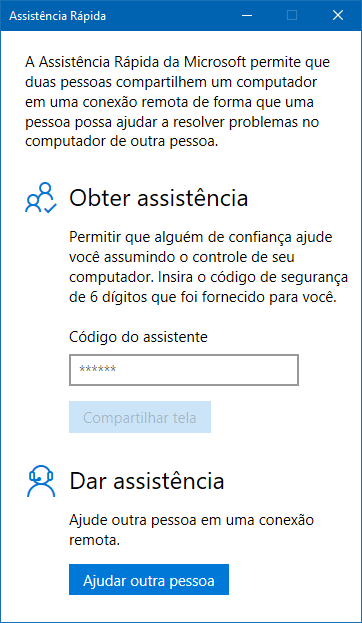 Assistência Rápida
A Assistência Rápida da Microsoft permite que
duas pessoas compartilhem um computador
em uma conexão remota de forma que uma
pessoa possa ajudar a resolver problemas no
computador de outra pessoa.
Obter assistência
Permitir que alguém de confiança ajude
você assumindo o controle de seu
computador. Insira o código de segurança
de 6 dígitos que foi fornecido para você.
Código do assistente
******
Compartilhar tela
Dar assistência
Ajude outra pessoa em uma conexão
remota.
Ajudar outra pessoa